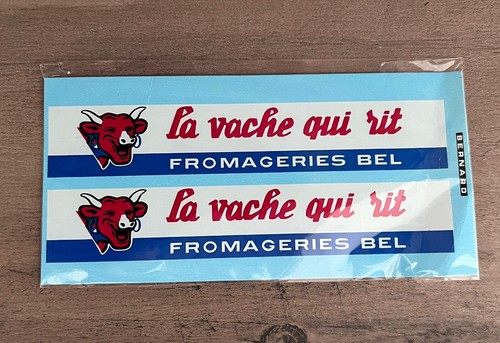 La vache qui rit
FROMAGERIES BEL
La vache qui rit
FROMAGERIES BEL
BERNARD